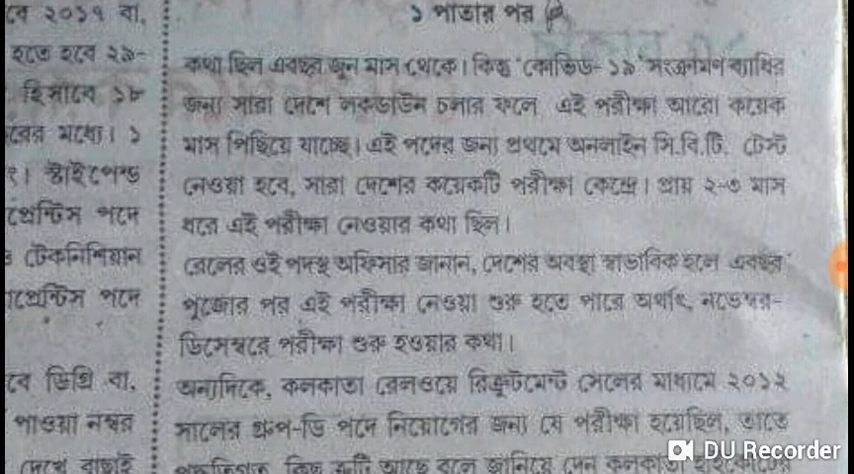 বে ২০১৭ বা,
হতে হবে ২৯-
হিসাবে ১৮
বের মধ্যে। ১
ং। স্টাইপেন্ড
প্রেন্টিস পদে
ও টেকনিশিয়ান
াপ্রেন্টিস পদে
বে ডিগ্রি বা,
পাওয়া নম্বর
দেখে বাছাই
১ পাতার পর
কথা ছিল এবছর জুন মাস থেকে। কিন্তু 'কোভিড- ১৯' সংক্রমণ ব্যাধির
জন্য সারা দেশে লকডাউন চলার ফলে এই পরীক্ষা আরো কয়েক
মাস পিছিয়ে যাচ্ছে। এই পদের জন্য প্রথমে অনলাইন সি.বি.টি. টেস্ট
নেওয়া হবে, সারা দেশের কয়েকটি পরীক্ষা কেন্দ্রে। প্রায় ২-৩ মাস
ধরে এই পরীক্ষা নেওয়ার কথা ছিল।
রেলের ওই পদস্থ অফিসার জানান, দেশের অবস্থা স্বাভাবিক হলে এবছর
পুজোর পর এই পরীক্ষা নেওয়া শুরু হতে পারে অর্থাৎ, নভেম্বর-
ডিসেম্বরে পরীক্ষা শুরু হওয়ার কথা।
অন্যদিকে, কলকাতা রেলওয়ে রিক্রুটমেন্ট সেলের মাধ্যমে ২০১২
সালের গ্রুপ-ডি পদে নিয়োগের জন্য যে পরীক্ষা হয়েছিল, তাতে
কিছু ত্রুটি আছে বলে জানিয়ে দেন কলকাতা
DU Recorder